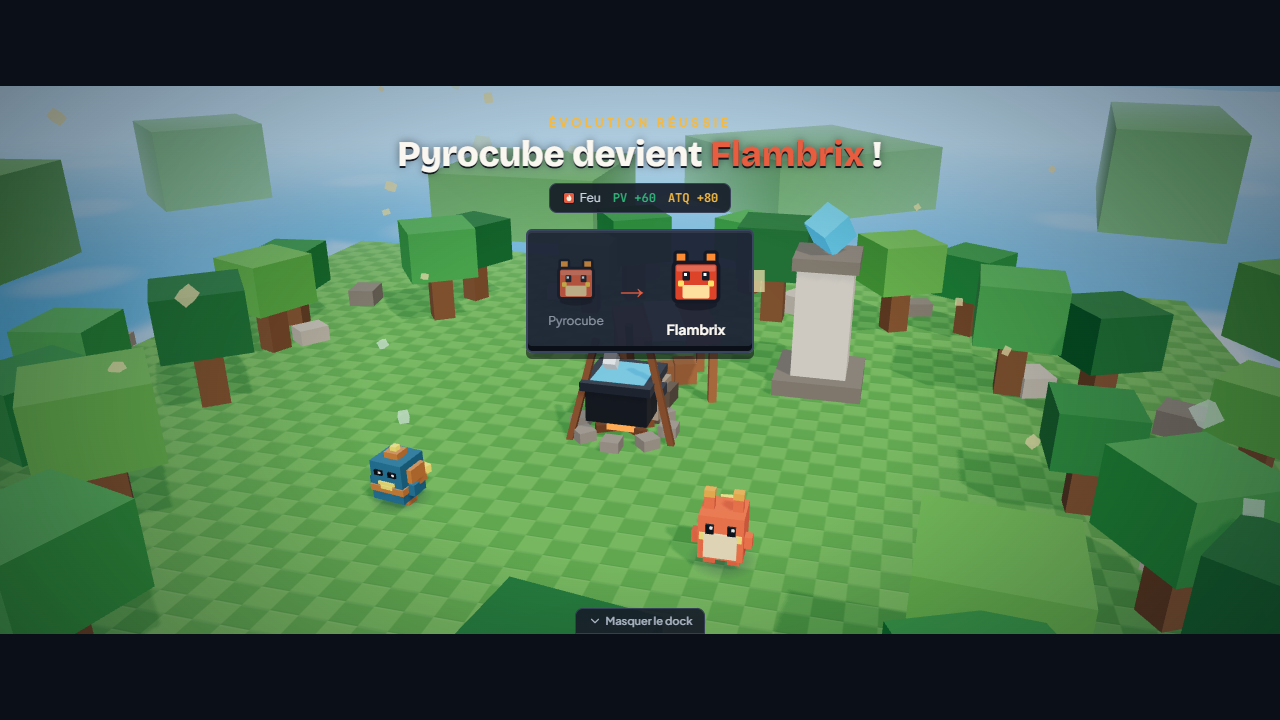 ÉVOLUTION RÉUSSIE
Pyrocube devient Flambrix !
Feu PV +60 ATQ +80
Pyrocube → Flambrix
Masquer le dock